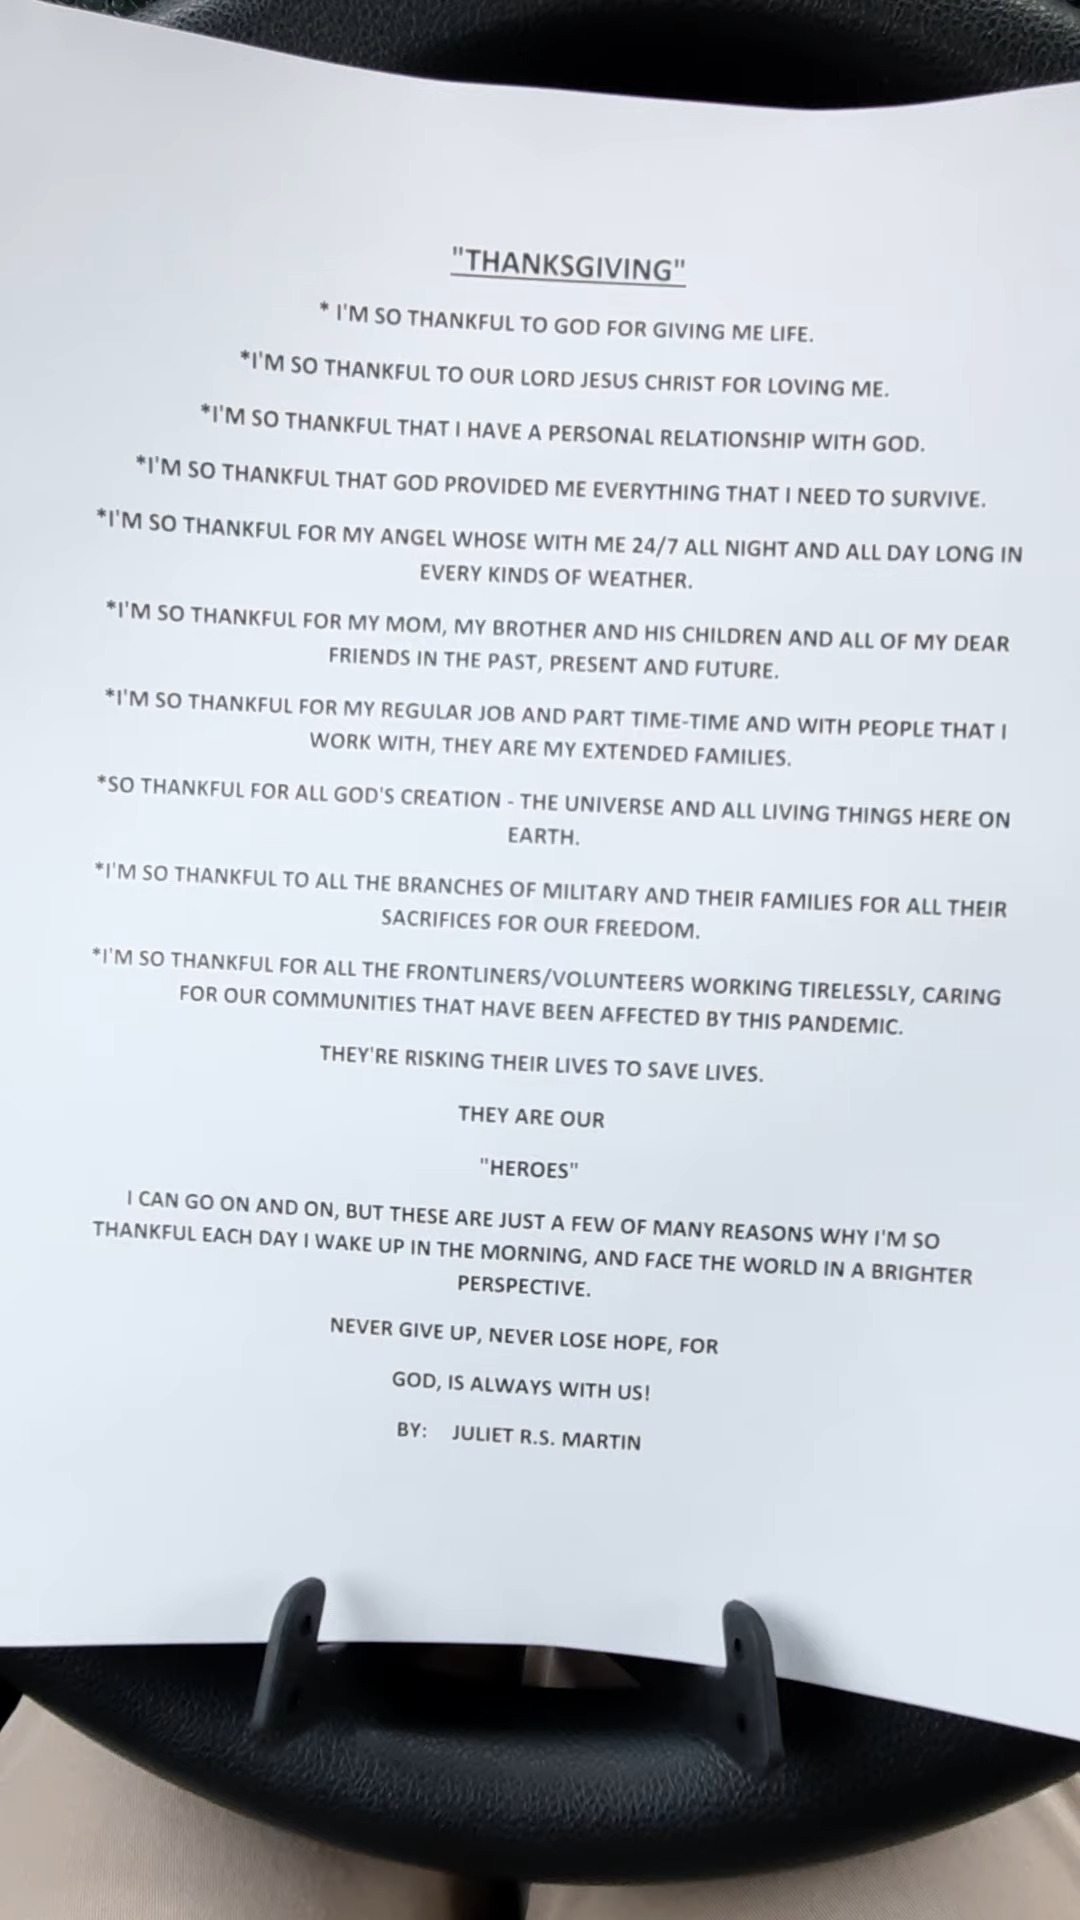 "THANKSGIVING"
* I'M SO THANKFUL TO GOD FOR GIVING ME LIFE.
*I'M SO THANKFUL TO OUR LORD JESUS CHRIST FOR LOVING ME.
*I'M SO THANKFUL THAT I HAVE A PERSONAL RELATIONSHIP WITH GOD.
*I'M SO THANKFUL THAT GOD PROVIDED ME EVERYTHING THAT I NEED TO SURVIVE.
*I'M SO THANKFUL FOR MY ANGEL WHOSE WITH ME 24/7 ALL NIGHT AND ALL DAY LONG IN
EVERY KINDS OF WEATHER.
*I'M SO THANKFUL FOR MY MOM, MY BROTHER AND HIS CHILDREN AND ALL OF MY DEAR
FRIENDS IN THE PAST, PRESENT AND FUTURE.
*I'M SO THANKFUL FOR MY REGULAR JOB AND PART TIME-TIME AND WITH PEOPLE THAT I
WORK WITH, THEY ARE MY EXTENDED FAMILIES.
*SO THANKFUL FOR ALL GOD'S CREATION - THE UNIVERSE AND ALL LIVING THINGS HERE ON
EARTH.
*I'M SO THANKFUL TO ALL THE BRANCHES OF MILITARY AND THEIR FAMILIES FOR ALL THEIR
SACRIFICES FOR OUR FREEDOM.
*I'M SO THANKFUL FOR ALL THE FRONTLINERS/VOLUNTEERS WORKING TIRELESSLY, CARING
FOR OUR COMMUNITIES THAT HAVE BEEN AFFECTED BY THIS PANDEMIC.
THEY'RE RISKING THEIR LIVES TO SAVE LIVES.
THEY ARE OUR
"HEROES"
I CAN GO ON AND ON, BUT THESE ARE JUST A FEW OF MANY REASONS WHY I'M SO
THANKFUL EACH DAY I WAKE UP IN THE MORNING, AND FACE THE WORLD IN A BRIGHTER
PERSPECTIVE.
NEVER GIVE UP, NEVER LOSE HOPE, FOR
GOD, IS ALWAYS WITH US!
BY: JULIET R.S. MARTIN